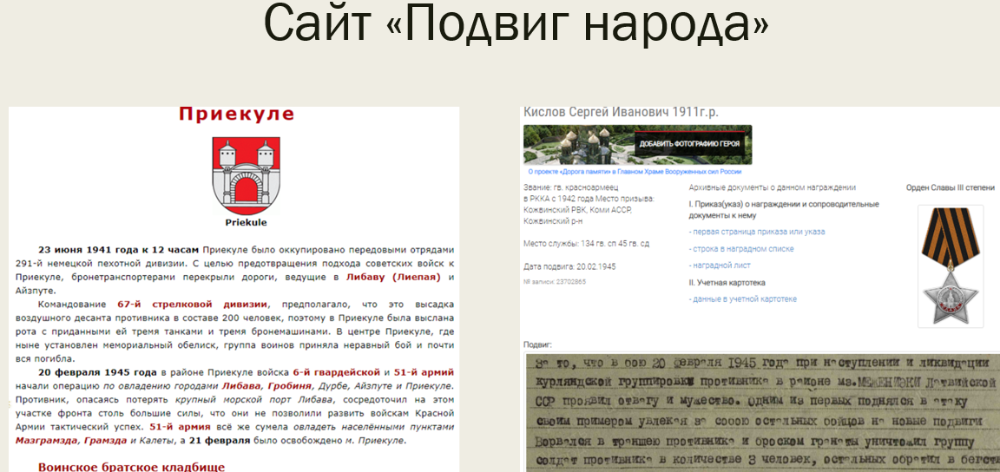 Сайт «Подвиг народа»
Приекуле
Priekule
23 июня 1941 года к 12 часам Приекуле было оккупировано передовыми отрядами
291-й немецкой пехотной дивизии. С целью предотвращения подхода советских войск к
Приекуле, бронетранспортерами перекрыли дороги, ведущие в Либаву (Лиепая) и
Айзпуте.
Командование 67-й стрелковой дивизии, предполагало, что это высадка
воздушного десанта противника в составе 200 человек, поэтому в Приекуле была выслана
рота с приданными ей тремя танками и тремя бронемашинами. В центре Приекуле, где
ныне установлен мемориальный обелиск, группа воинов приняла неравный бой и почти
вся погибла.
20 февраля 1945 года в районе Приекуле войска 6-й гвардейской и 51-й армий
начали операцию по овладению городами Либава, Гробиня, Дурбе, Айзпуте и Приекуле.
Противник, опасаясь потерять крупный морской порт Либава, сосредоточил на этом
участке фронта столь большие силы, что они не позволили развить войскам Красной
Армии тактический успех. 51-й армия всё же сумела овладеть населёнными пунктами
Мазграмзда, Грамзда и Калеты, а 21 февраля было освобождено м. Приекуле.
Воинское братское кладбище
Кислов Сергей Иванович 1911г.р.
ДОБАВИТЬ ФОТОГРАФИЮ ГЕРОЯ
О проекте «Дорога памяти» в Главном Храме Вооруженных сил России
Звание: гв. красноармеец
в РККА с 1942 года Место призыва:
Кожвинский РВК, Коми АССР,
Кожвинский р-н
Место службы: 134 гв. сп 45 гв. сд
Дата подвига: 20.02.1945
№ записи: 23702865
Архивные документы о данном награждении
I. Приказ(указ) о награждении и сопроводительные
документы к нему
- первая страница приказа или указа
- строка в наградном списке
- наградной лист
II. Учетная картотека
- данные в учетной картотеке
Орден Славы III степени
Подвиг:
За то, что в бою 20 февраля 1945 года при наступлении и ликвидации
курляндской группировки противника в районе мз. Латвийской
ССР проявил отвагу и мужество. Одним из первых поднялся в атаку
своим примером увлекая за собою остальных бойцов на новые подвиги
Ворвался в траншею противника и броском гранаты уничтожил группу
солдат противника в количестве 3 человек, остальных обратил в бегств